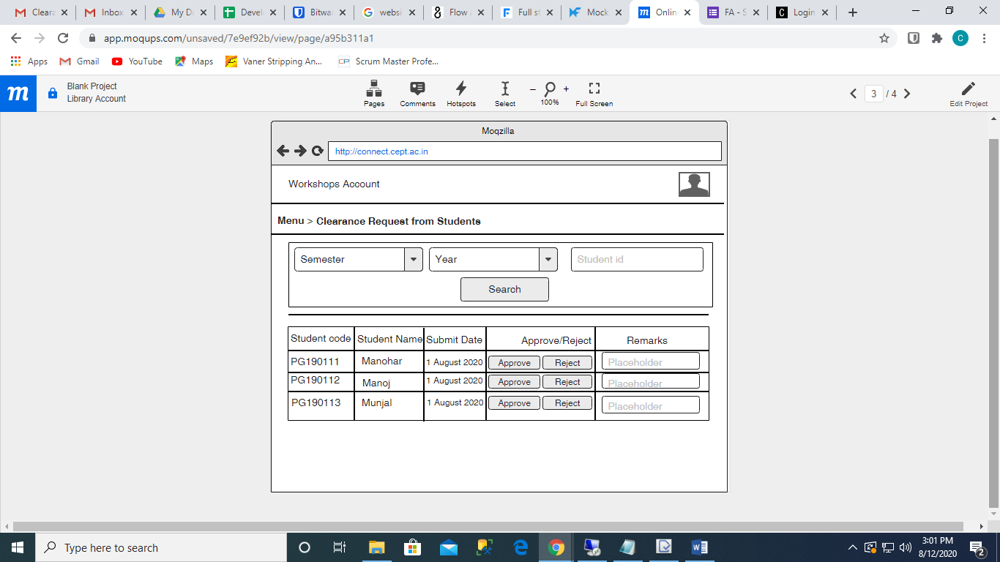 Cleara
Inbox
My Dr
Devel
Bitwa
websi
Flow a
Full st
Mock
Onlin
FA - S
Login
app.moqups.com/unsaved/7e9ef92b/view/page/a95b311a1
C
Apps
Gmail
YouTube
Maps
Vaner Stripping An...
CP Scrum Master Profe...
m
Blank Project
Library Account
Pages
Comments
Hotspots
Select
− +
100%
Full Screen
3 / 4
Edit Project
Moqzilla
http://connect.cept.ac.in
Workshops Account
Menu > Clearance Request from Students
Semester Year Student id
Search
Student code Student Name Submit Date Approve/Reject Remarks
PG190111 Manohar 1 August 2020 Approve Reject Placeholder
PG190112 Manoj 1 August 2020 Approve Reject Placeholder
PG190113 Munjal 1 August 2020 Approve Reject Placeholder
Type here to search
3:01 PM
8/12/2020
2